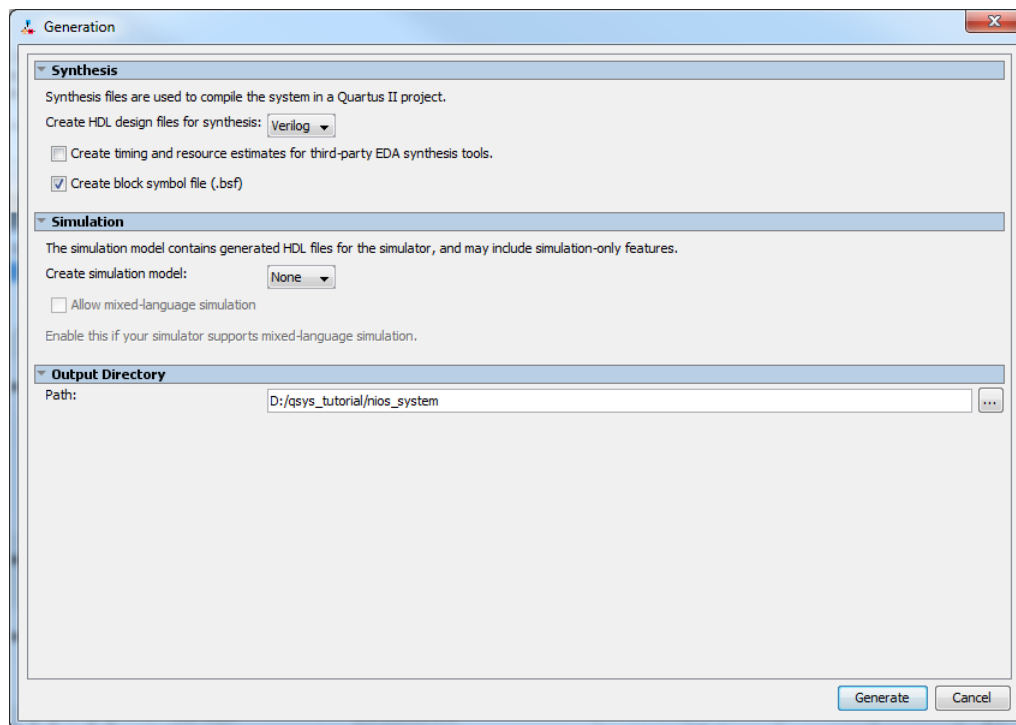 Generation
Synthesis
Synthesis files are used to compile the system in a Quartus II project.
Create HDL design files for synthesis: Verilog
Create timing and resource estimates for third-party EDA synthesis tools.
Create block symbol file (.bsf)
Simulation
The simulation model contains generated HDL files for the simulator, and may include simulation-only features.
Create simulation model: None
Allow mixed-language simulation
Enable this if your simulator supports mixed-language simulation.
Output Directory
Path: D:/qsys_tutorial/nios_system ...
Generate Cancel